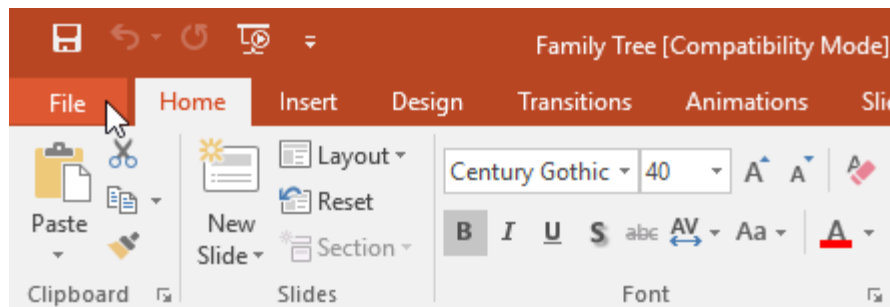 Family Tree [Compatibility Mode]
File Home Insert Design Transitions Animations
Paste
New Slide
Layout
Reset
Section
Century Gothic 40 A A
B I U S abc AV Aa A
Clipboard Slides Font